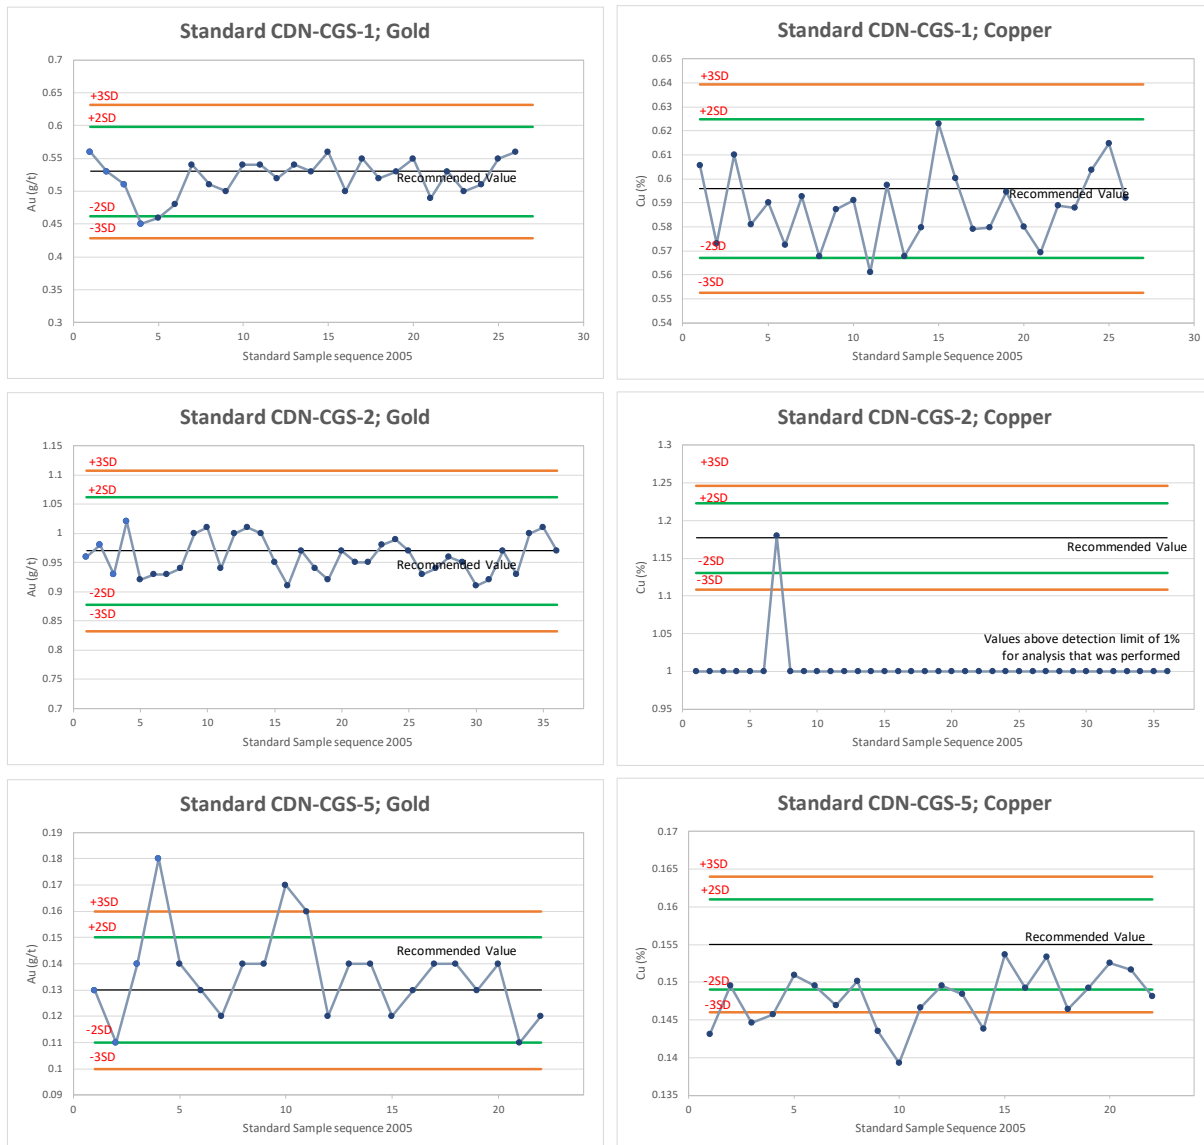 Standard CDN-CGS-1; Gold
Au (g/t)
0.7
0.65
0.6
0.55
0.5
0.45
0.4
0.35
0.3
+3SD
+2SD
Recommended Value
-2SD
-3SD
0 5 10 15 20 25 30
Standard Sample sequence 2005
Standard CDN-CGS-1; Copper
Cu (%)
0.65
0.64
0.63
0.62
0.61
0.6
0.59
0.58
0.57
0.56
0.55
0.54
+3SD
+2SD
Recommended Value
-2SD
-3SD
0 5 10 15 20 25 30
Standard Sample sequence 2005
Standard CDN-CGS-2; Gold
Au (g/t)
1.15
1.1
1.05
1
0.95
0.9
0.85
0.8
0.75
0.7
+3SD
+2SD
Recommended Value
-2SD
-3SD
0 5 10 15 20 25 30 35
Standard Sample sequence 2005
Standard CDN-CGS-2; Copper
Cu (%)
1.3
1.25
1.2
1.15
1.1
1.05
1
0.95
+3SD
+2SD
Recommended Value
-2SD
-3SD
Values above detection limit of 1%
for analysis that was performed
0 5 10 15 20 25 30 35
Standard Sample sequence 2005
Standard CDN-CGS-5; Gold
Au (g/t)
0.19
0.18
0.17
0.16
0.15
0.14
0.13
0.12
0.11
0.1
0.09
+3SD
+2SD
Recommended Value
-2SD
-3SD
0 5 10 15 20
Standard Sample sequence 2005
Standard CDN-CGS-5; Copper
Cu (%)
0.17
0.165
0.16
0.155
0.15
0.145
0.14
0.135
+3SD
+2SD
Recommended Value
-2SD
-3SD
0 5 10 15 20
Standard Sample sequence 2005